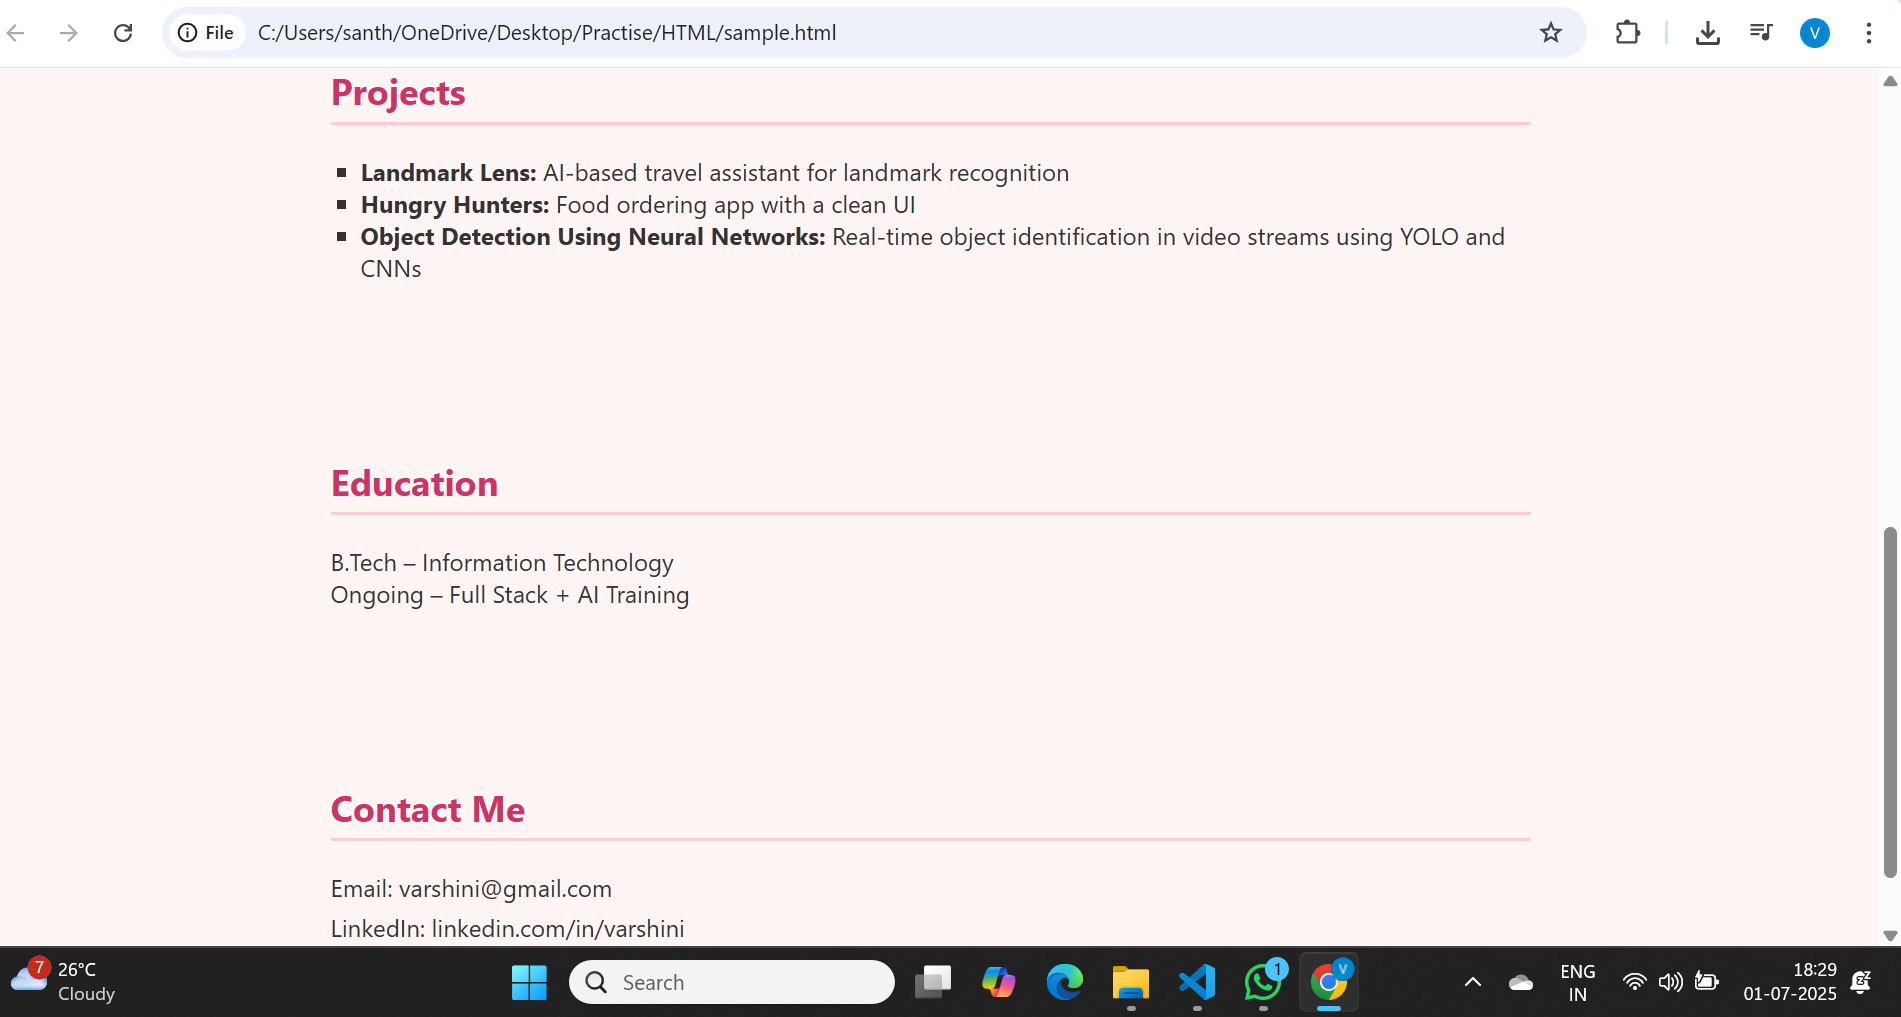 File
C:/Users/santh/OneDrive/Desktop/Practise/HTML/sample.html
V
Projects
Landmark Lens: AI-based travel assistant for landmark recognition
Hungry Hunters: Food ordering app with a clean UI
Object Detection Using Neural Networks: Real-time object identification in video streams using YOLO and
CNNs
Education
B.Tech – Information Technology
Ongoing – Full Stack + AI Training
Contact Me
Email: varshini@gmail.com
LinkedIn: linkedin.com/in/varshini
7
26°C
Cloudy
Search
1
V
ENG
IN
18:29
01-07-2025